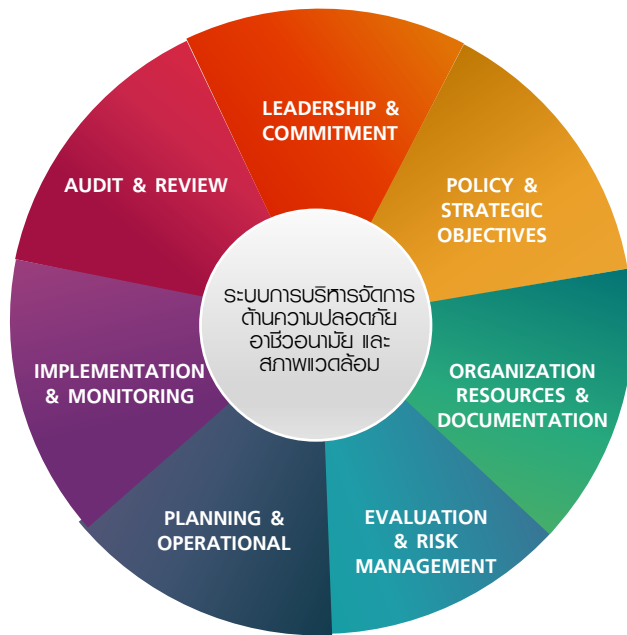 LEADERSHIP &
COMMITMENT
POLICY &
STRATEGIC
OBJECTIVES
ORGANIZATION
RESOURCES &
DOCUMENTATION
EVALUATION
& RISK
MANAGEMENT
PLANNING &
OPERATIONAL
IMPLEMENTATION
& MONITORING
AUDIT & REVIEW
ระบบการบริหารจัดการ
ด้านความปลอดภัย
อาชีวอนามัย และ
สภาพแวดล้อม